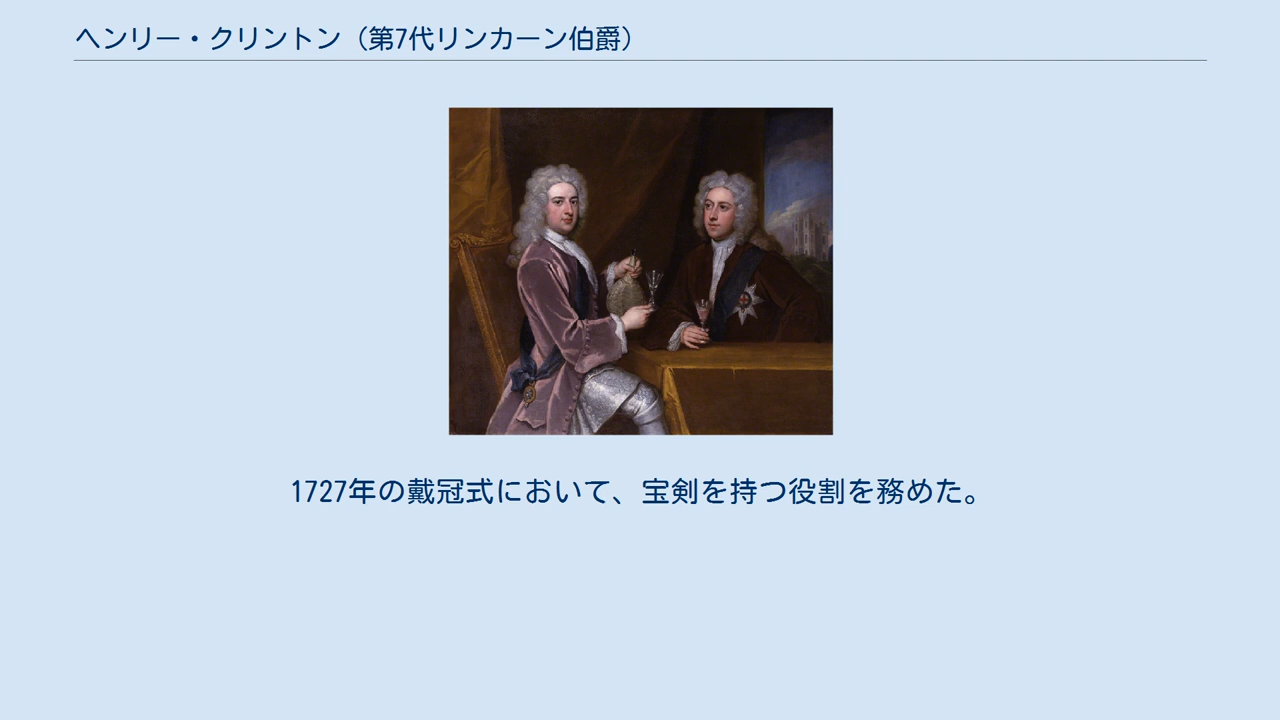 ヘンリー・クリントン（第7代リンカーン伯爵）
1727年の戴冠式において、宝剣を持つ役割を務めた。